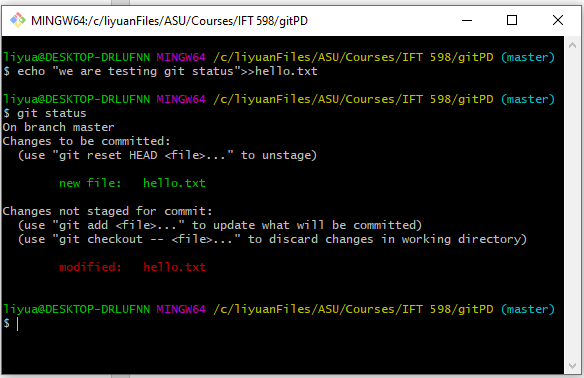 MINGW64:/c/liyuanFiles/ASU/Courses/IFT 598/gitPD
liyua@DESKTOP-DRLUFNN MINGW64 /c/liyuanFiles/ASU/Courses/IFT 598/gitPD (master)
$ echo "we are testing git status">>hello.txt
liyua@DESKTOP-DRLUFNN MINGW64 /c/liyuanFiles/ASU/Courses/IFT 598/gitPD (master)
$ git status
On branch master
Changes to be committed:
  (use "git reset HEAD <file>..." to unstage)
        new file:   hello.txt
Changes not staged for commit:
  (use "git add <file>..." to update what will be committed)
  (use "git checkout -- <file>..." to discard changes in working directory)
        modified:   hello.txt
liyua@DESKTOP-DRLUFNN MINGW64 /c/liyuanFiles/ASU/Courses/IFT 598/gitPD (master)
$